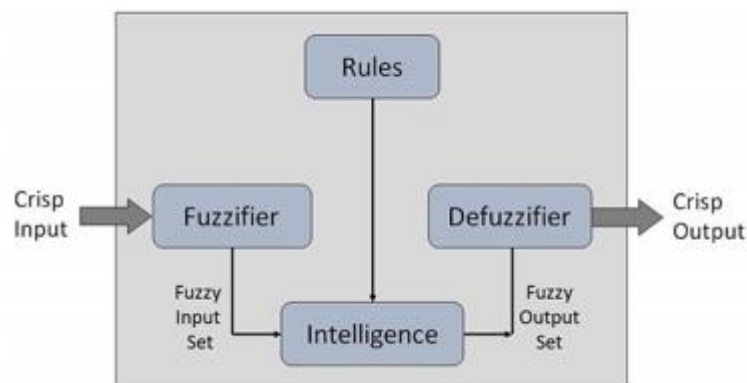 Rules
Crisp
Input
Fuzzifier
Defuzzifier
Crisp
Output
Fuzzy
Input
Set
Intelligence
Fuzzy
Output
Set